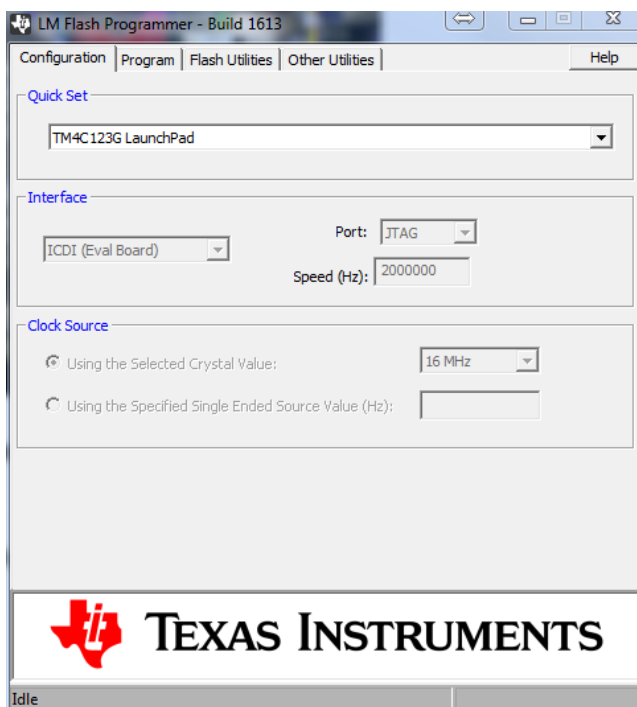 LM Flash Programmer - Build 1613
Configuration Program Flash Utilities Other Utilities Help
Quick Set
TM4C123G LaunchPad
Interface
ICDI (Eval Board)
Port: JTAG
Speed (Hz): 2000000
Clock Source
Using the Selected Crystal Value: 16 MHz
Using the Specified Single Ended Source Value (Hz):
TEXAS INSTRUMENTS
Idle